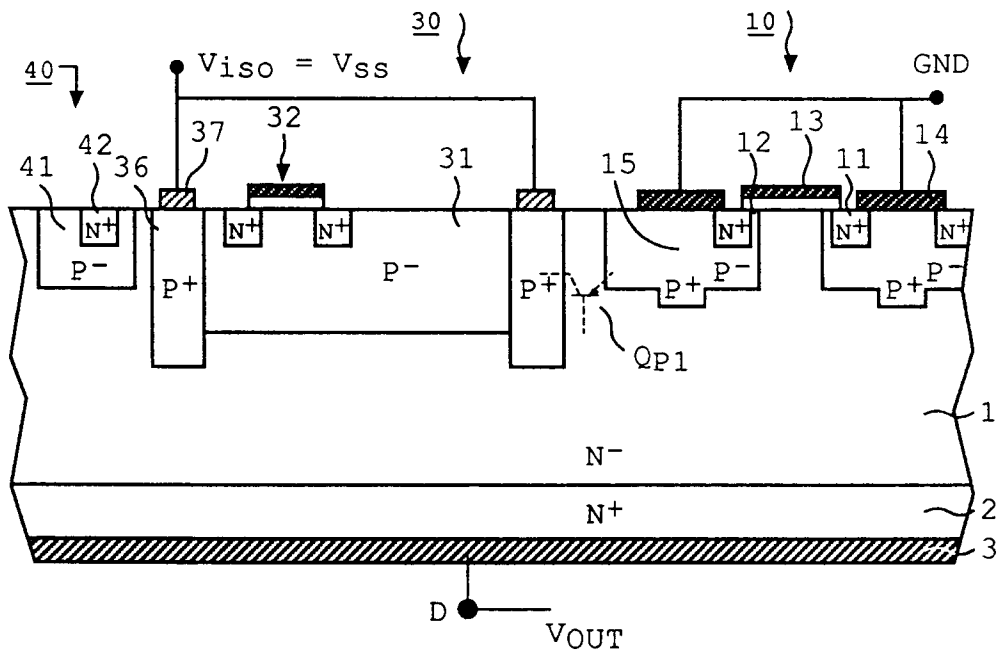 30
10
40
Viso = Vss
GND
41
42
36
37
32
31
15
12
13
11
14
N+
N+
N+
N+
N+
N+
P-
P+
P-
P+
P-
P+
P-
P+
QP1
1
N-
N+
2
3
D
VOUT